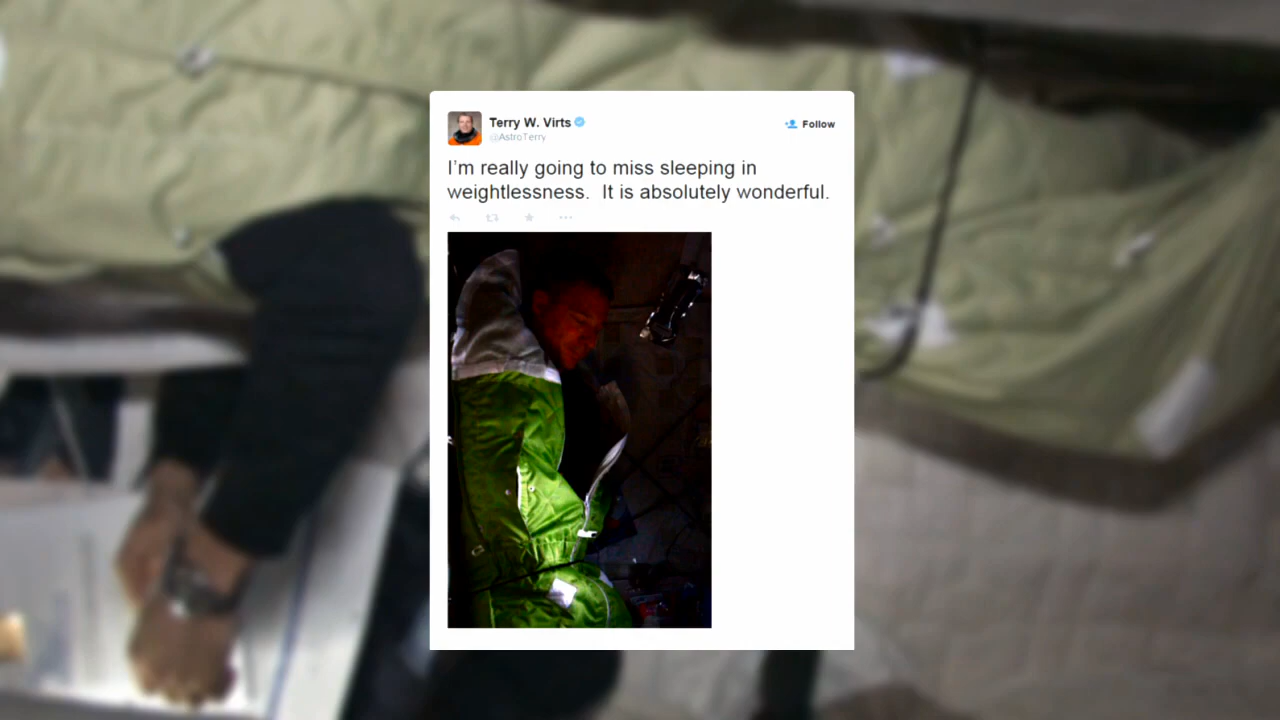 Terry W. Virts
@AstroTerry
Follow
I'm really going to miss sleeping in
weightlessness.  It is absolutely wonderful.